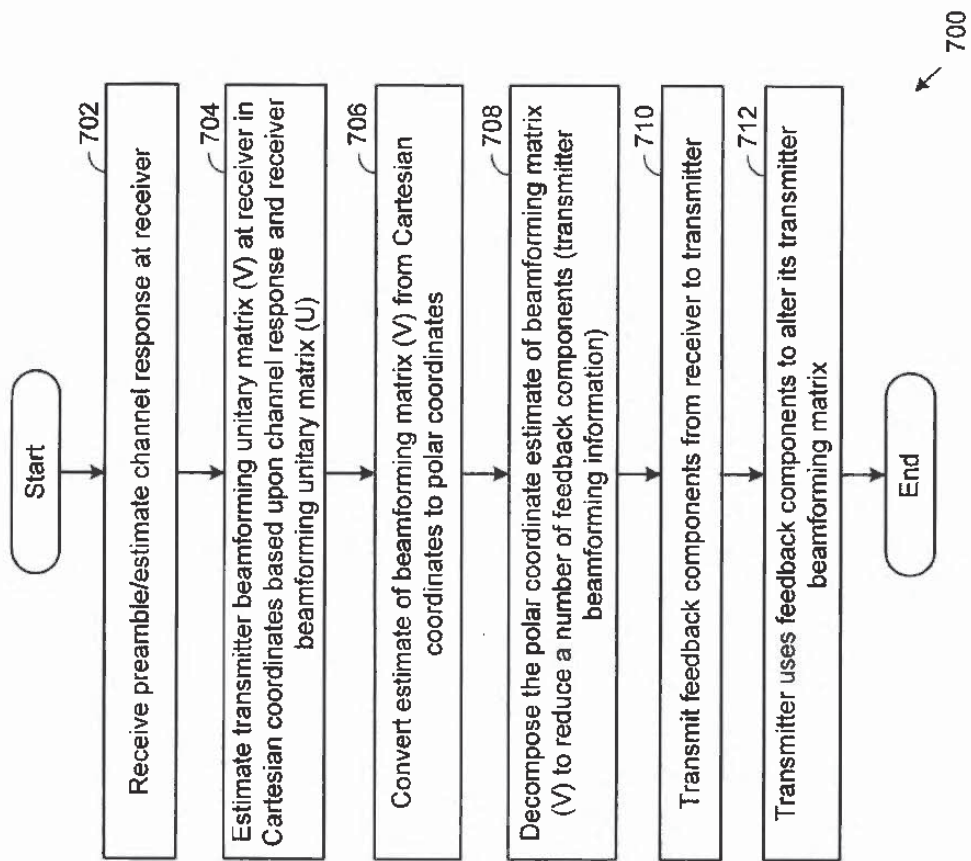 Start
702
Receive preamble/estimate channel response at receiver
704
Estimate transmitter beamforming unitary matrix (V) at receiver in
Cartesian coordinates based upon channel response and receiver
beamforming unitary matrix (U)
706
Convert estimate of beamforming matrix (V) from Cartesian
coordinates to polar coordinates
708
Decompose the polar coordinate estimate of beamforming matrix
(V) to reduce a number of feedback components (transmitter
beamforming information)
710
Transmit feedback components from receiver to transmitter
712
Transmitter uses feedback components to alter its transmitter
beamforming matrix
End
700